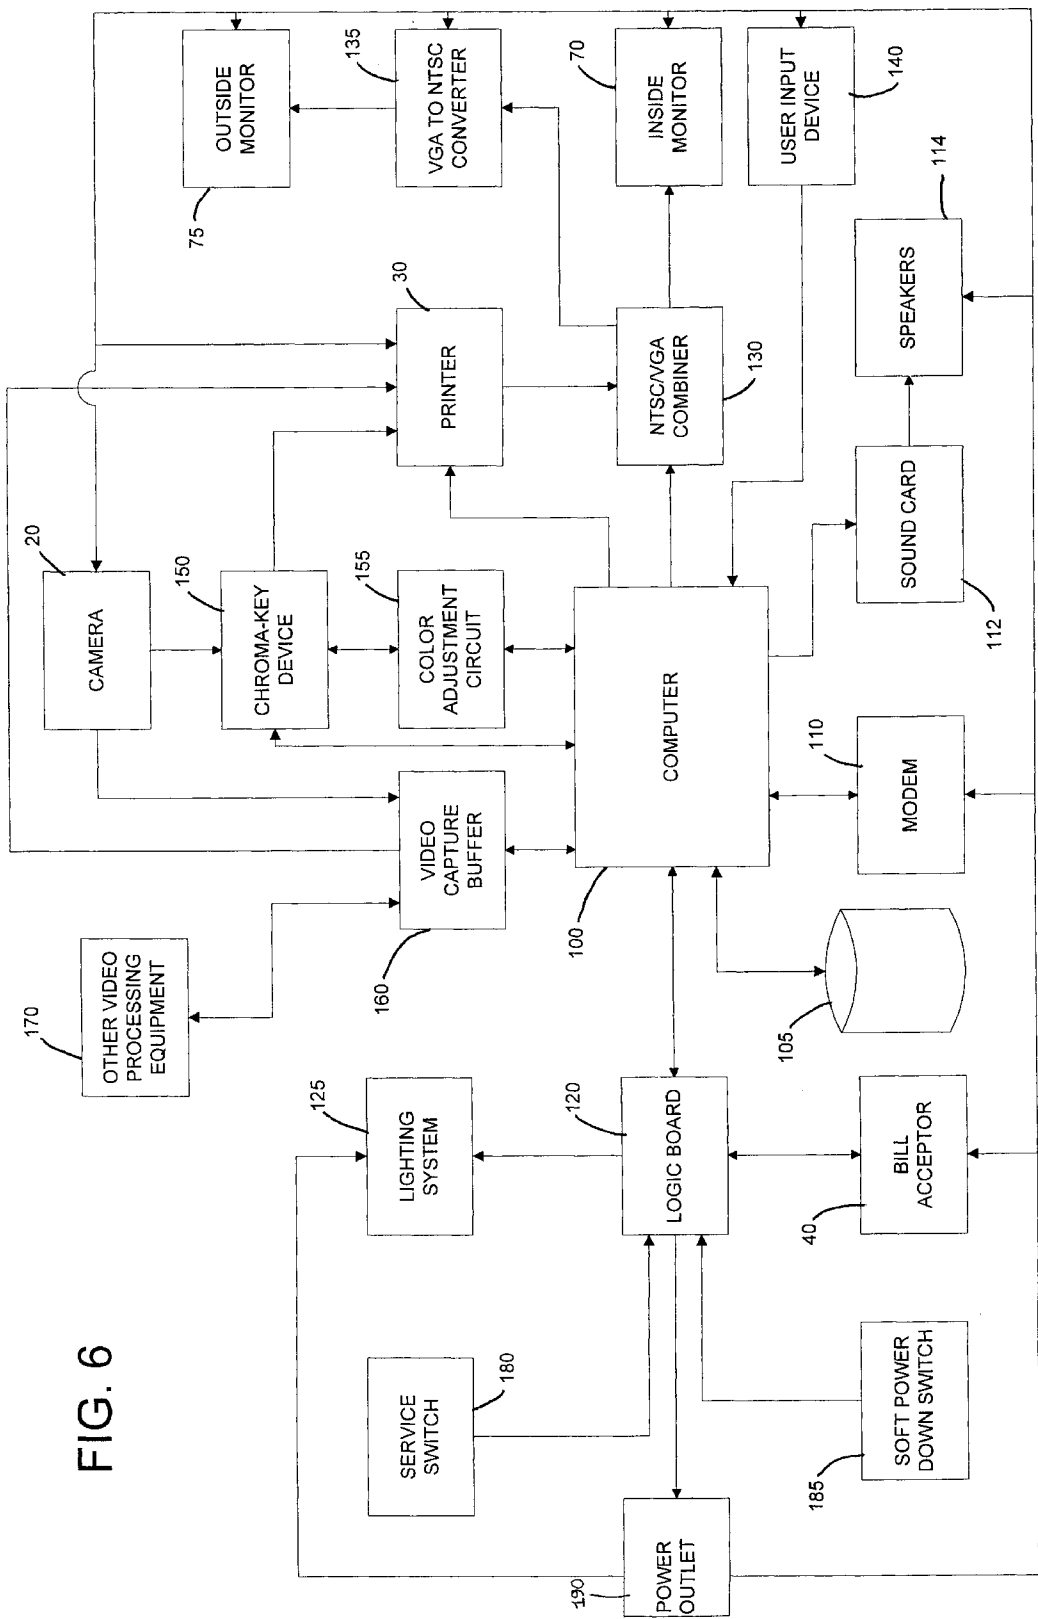 FIG. 6
OTHER VIDEO
PROCESSING
EQUIPMENT
170
CAMERA
20
OUTSIDE
MONITOR
75
CHROMA-KEY
DEVICE
150
LIGHTING
SYSTEM
125
SERVICE
SWITCH
180
VIDEO
CAPTURE
BUFFER
160
COLOR
ADJUSTMENT
CIRCUIT
155
PRINTER
30
VGA TO NTSC
CONVERTER
135
POWER
OUTLET
190
LOGIC BOARD
120
COMPUTER
100
NTSC/VGA
COMBINER
130
INSIDE
MONITOR
70
USER INPUT
DEVICE
140
SOFT POWER
DOWN SWITCH
185
BILL
ACCEPTOR
40
105
MODEM
110
SOUND CARD
112
SPEAKERS
114